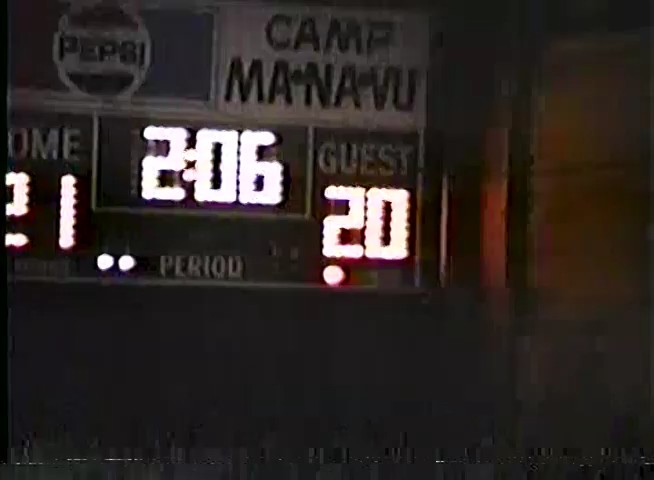 PEPSI
CAMP
MA•NA•VU
OME
2:06
GUEST
21
20
PERIOD